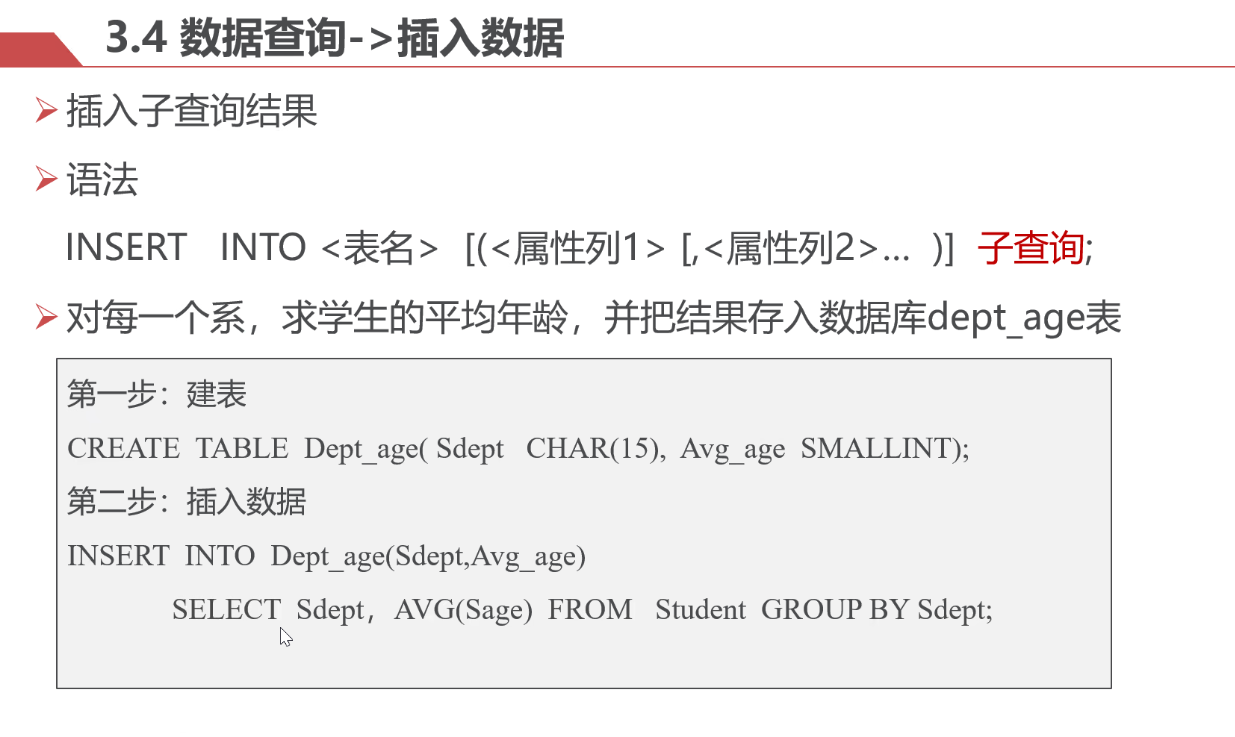 3.4 数据查询->插入数据
插入子查询结果
语法
INSERT INTO <表名> [(<属性列1> [,<属性列2>… )] 子查询;
对每一个系，求学生的平均年龄，并把结果存入数据库dept_age表
第一步：建表
CREATE TABLE Dept_age( Sdept CHAR(15), Avg_age SMALLINT);
第二步：插入数据
INSERT INTO Dept_age(Sdept,Avg_age)
SELECT Sdept，AVG(Sage) FROM Student GROUP BY Sdept;